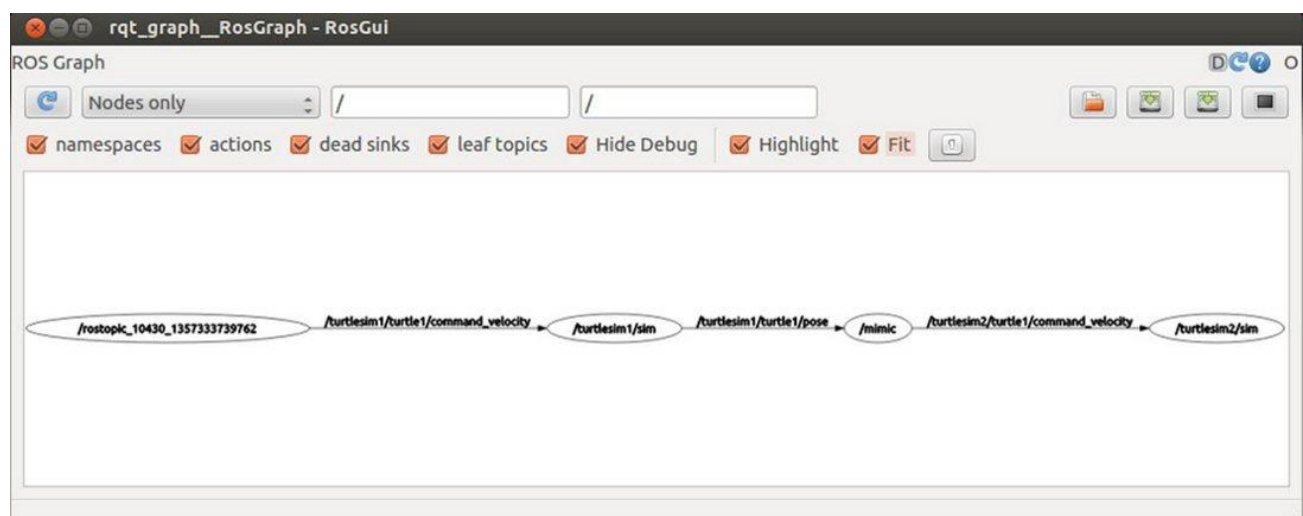 rqt_graph__RosGraph - RosGui
ROS Graph
D O
Nodes only / /
namespaces actions dead sinks leaf topics Hide Debug Highlight Fit
/rostopic_10430_1357333739762 /turtlesim1/turtle1/command_velocity /turtlesim1/sim /turtlesim1/turtle1/pose /mimic /turtlesim2/turtle1/command_velocity /turtlesim2/sim